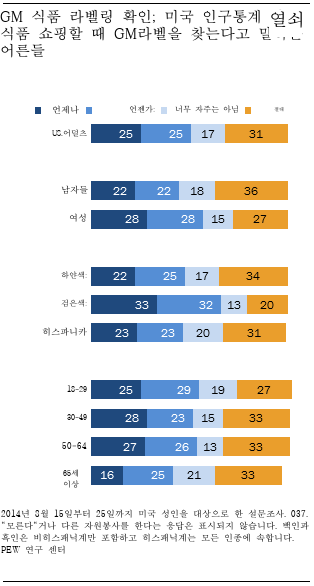 GM 식품 라벨링 확인; 미국 인구통계 열쇠
식품 쇼핑할 때 GM라벨을 찾는다고 말하는
어른들
언제나 언젠가: 너무 자주는 아님
US.어덜츠 25 25 17 31
남자들 22 22 18 36
여성 28 28 15 27
하얀색: 22 25 17 34
검은색: 33 32 13 20
히스파니카 23 23 20 31
18-29 25 29 19 27
30-49 28 23 15 33
50-64 27 26 13 33
65세 16 25 21 33
이상
2014년 8월 15일부터 25일까지 미국 성인을 대상으로 한 설문조사. 037.
"모른다"거나 다른 자원봉사를 한다는 응답은 표시되지 않습니다. 백인과
흑인은 비히스패닉계만 포함하고 히스패닉계는 모든 인종에 속합니다.
PEW 연구 센터